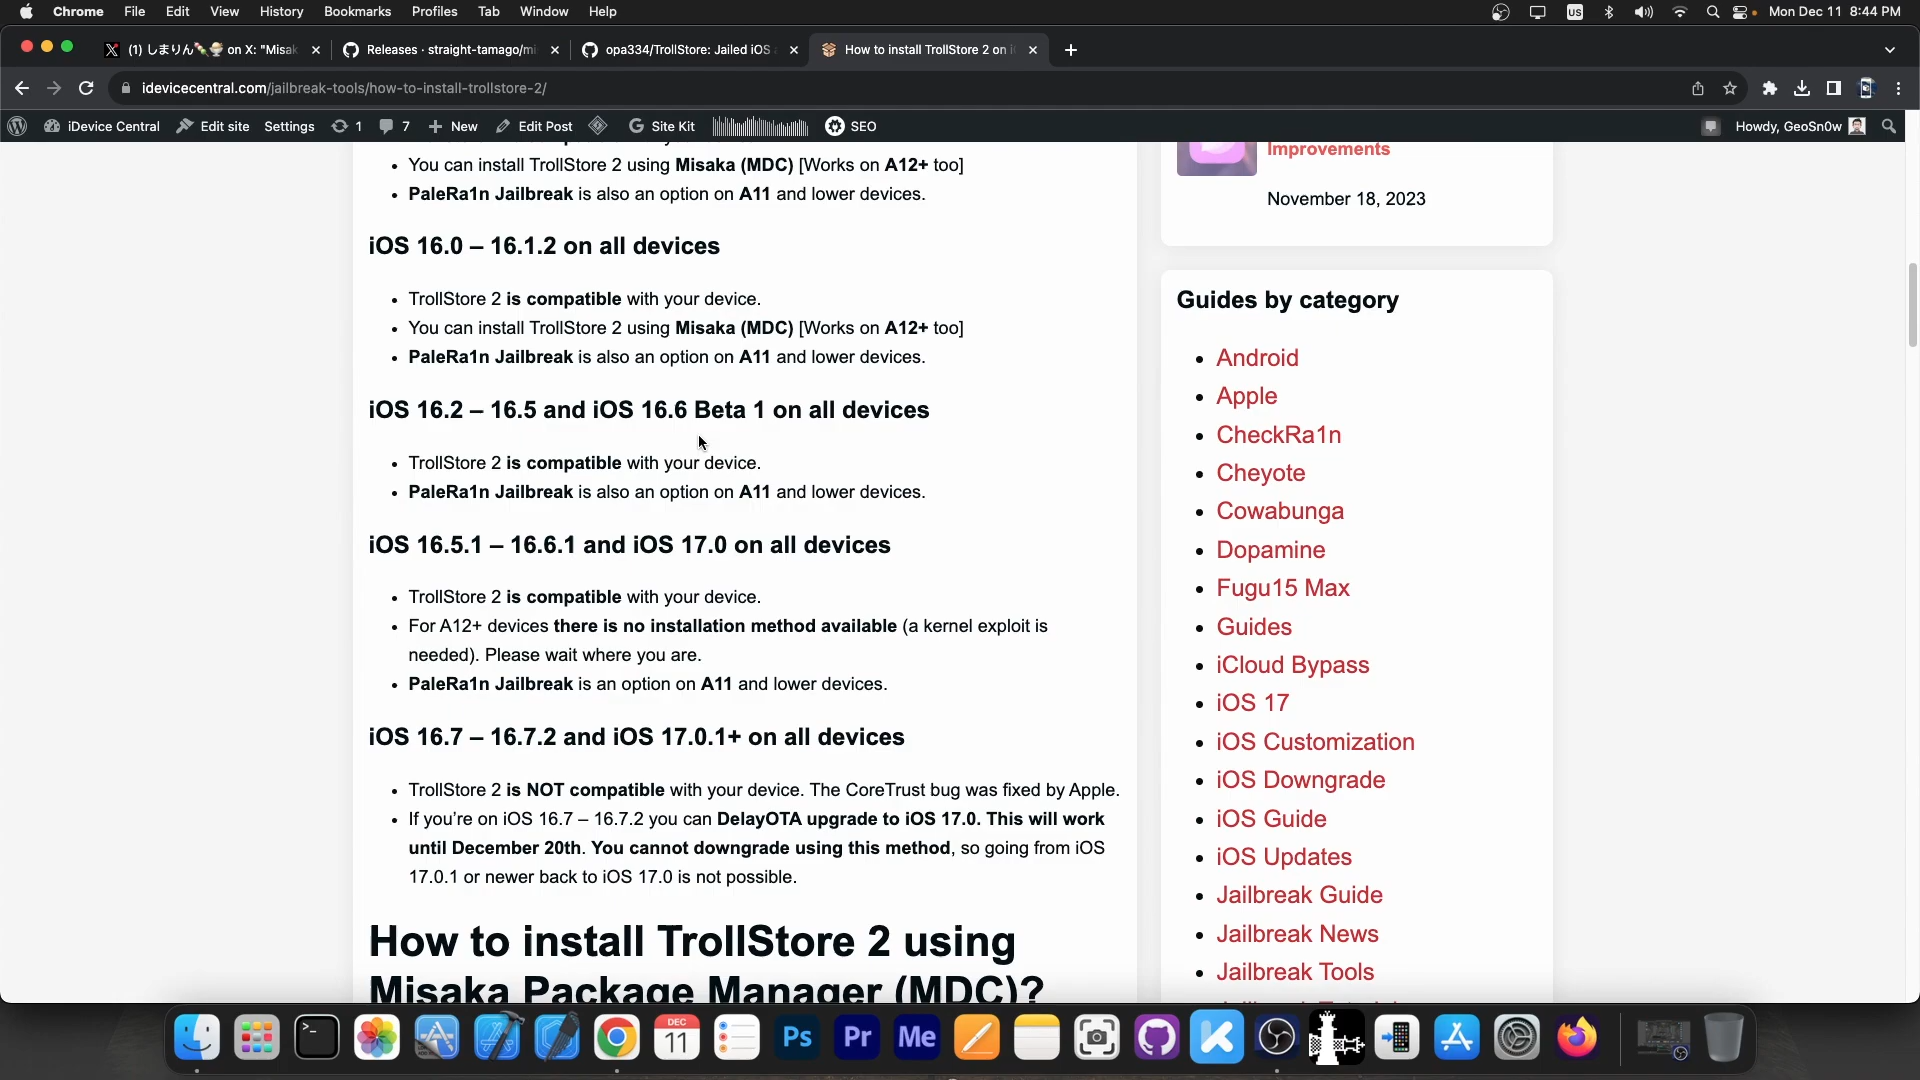 Chrome File Edit View History Bookmarks Profiles Tab Window Help
US Mon Dec 11 8:44 PM
(1) しまりん🍡🍨 on X: "Misak
Releases · straight-tamago/mi
opa334/TrollStore: Jailed iOS
How to install TrollStore 2 on i
idevicecentral.com/jailbreak-tools/how-to-install-trollstore-2/
iDevice Central Edit site Settings 1 7 New Edit Post Site Kit SEO Howdy, GeoSn0w
• You can install TrollStore 2 using Misaka (MDC) [Works on A12+ too]
• PaleRa1n Jailbreak is also an option on A11 and lower devices.
iOS 16.0 – 16.1.2 on all devices
• TrollStore 2 is compatible with your device.
• You can install TrollStore 2 using Misaka (MDC) [Works on A12+ too]
• PaleRa1n Jailbreak is also an option on A11 and lower devices.
iOS 16.2 – 16.5 and iOS 16.6 Beta 1 on all devices
• TrollStore 2 is compatible with your device.
• PaleRa1n Jailbreak is also an option on A11 and lower devices.
iOS 16.5.1 – 16.6.1 and iOS 17.0 on all devices
• TrollStore 2 is compatible with your device.
• For A12+ devices there is no installation method available (a kernel exploit is
needed). Please wait where you are.
• PaleRa1n Jailbreak is an option on A11 and lower devices.
iOS 16.7 – 16.7.2 and iOS 17.0.1+ on all devices
• TrollStore 2 is NOT compatible with your device. The CoreTrust bug was fixed by Apple.
• If you're on iOS 16.7 – 16.7.2 you can DelayOTA upgrade to iOS 17.0. This will work
until December 20th. You cannot downgrade using this method, so going from iOS
17.0.1 or newer back to iOS 17.0 is not possible.
How to install TrollStore 2 using
Misaka Package Manager (MDC)?
Improvements
November 18, 2023
Guides by category
• Android
• Apple
• CheckRa1n
• Cheyote
• Cowabunga
• Dopamine
• Fugu15 Max
• Guides
• iCloud Bypass
• iOS 17
• iOS Customization
• iOS Downgrade
• iOS Guide
• iOS Updates
• Jailbreak Guide
• Jailbreak News
• Jailbreak Tools
DEC
11
Ps
Pr
Me